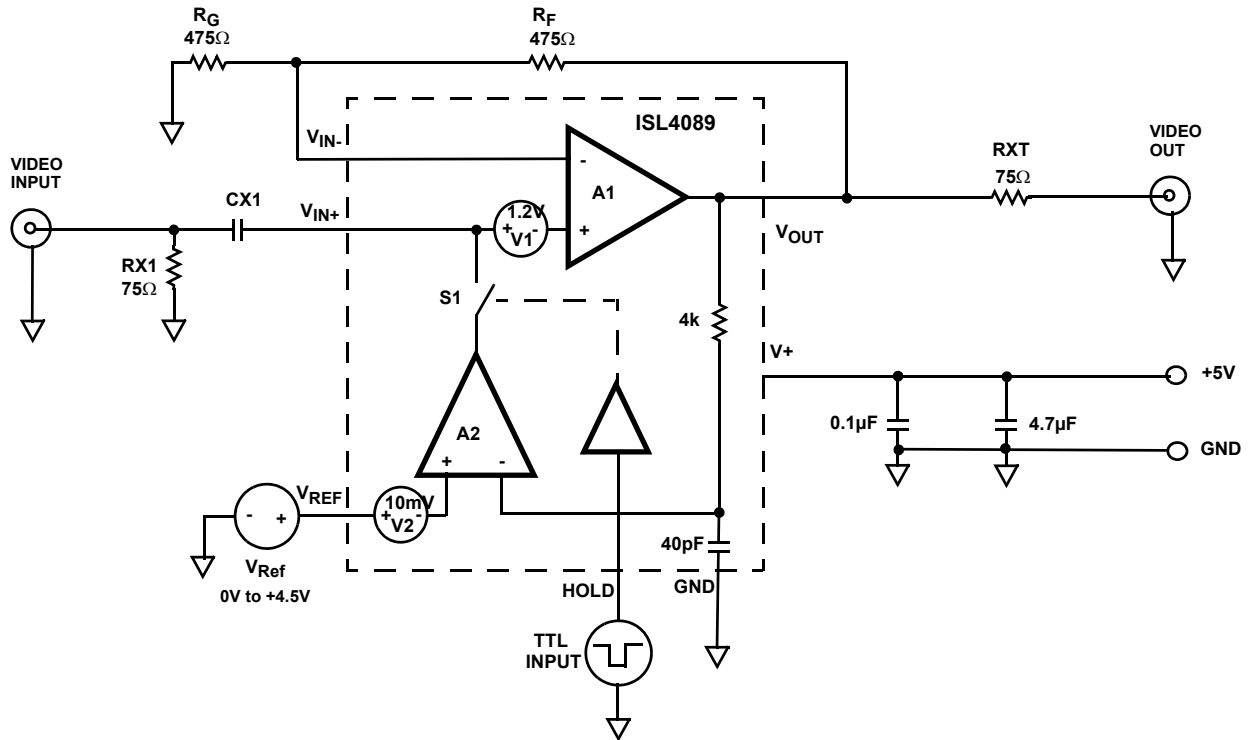 RG
475Ω
RF
475Ω
ISL4089
VIN-
VIDEO
INPUT
CX1
VIN+
1.2V
+ -
V1
-
+
A1
RXT
75Ω
VIDEO
OUT
VOUT
RX1
75Ω
S1
4k
V+
+5V
0.1µF
4.7µF
GND
A2
+ -
VREF
10mV
+ -
V2
- +
VRef
0V to +4.5V
40pF
HOLD
GND
TTL
INPUT